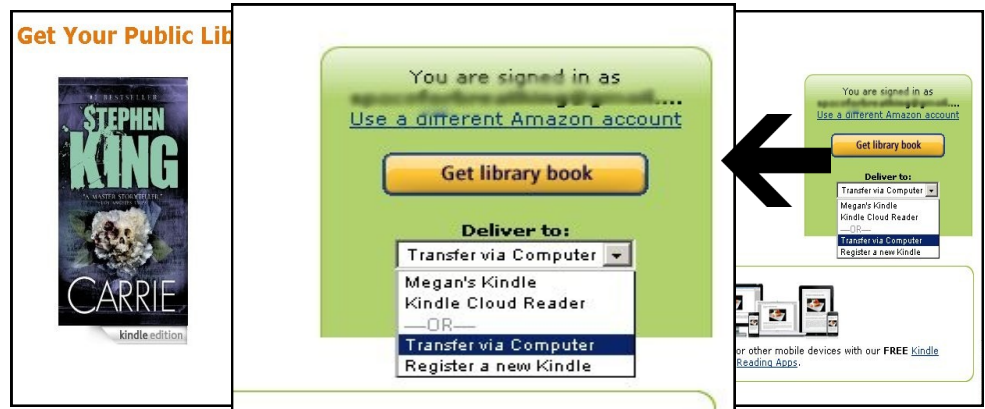 Get Your Public Lib
#1 BESTSELLER
STEPHEN
KING
"A MASTER STORYTELLER."
CARRIE
kindle edition
You are signed in as
Use a different Amazon account
Get library book
Deliver to:
Transfer via Computer
Megan's Kindle
Kindle Cloud Reader
—OR—
Transfer via Computer
Register a new Kindle
You are signed in as
Use a different Amazon account
Get library book
Deliver to:
Transfer via Computer
Megan's Kindle
Kindle Cloud Reader
—OR—
Transfer via Computer
Register a new Kindle
or other mobile devices with our FREE Kindle
Reading Apps.